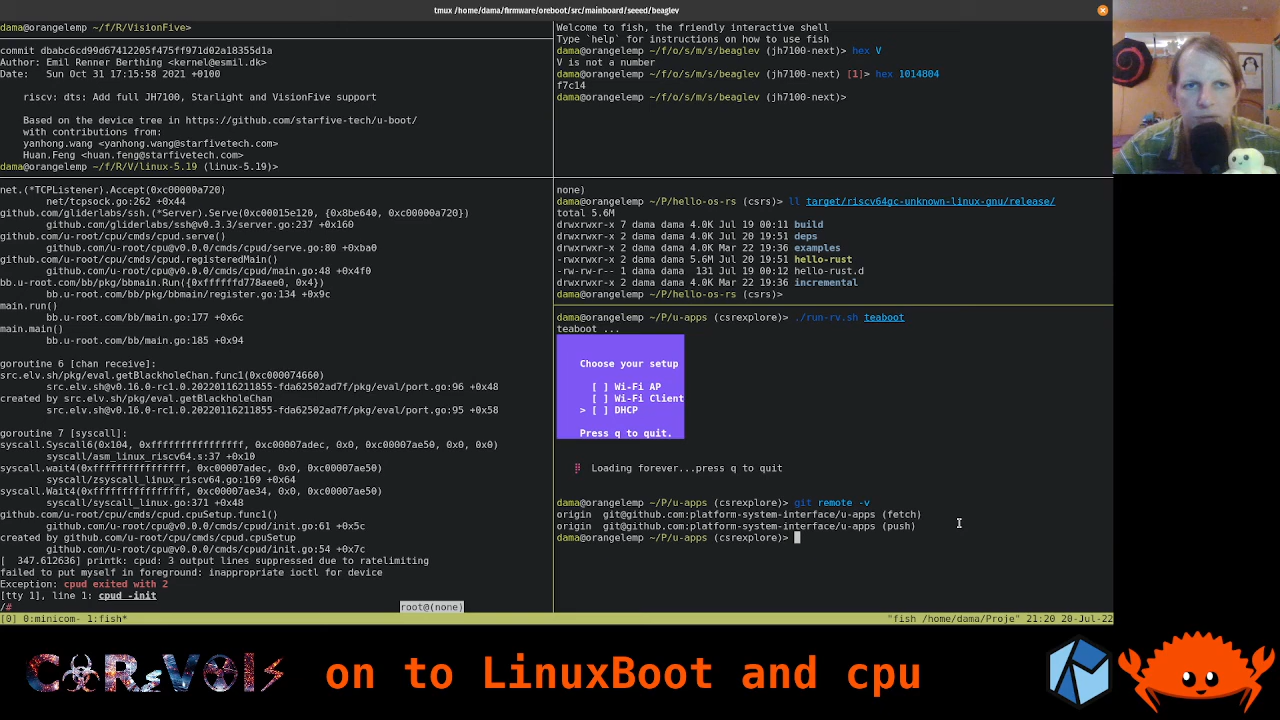 tmux /home/dama/firmware/oreboot/src/mainboard/seeed/beaglev
dama@orangelemp ~/f/R/VisionFive>
commit dbabc6cd99d67412205f475ff971d02a18355d1a
Author: Emil Renner Berthing <kernel@esmil.dk>
Date:   Sun Oct 31 17:15:58 2021 +0100
    riscv: dts: Add full JH7100, Starlight and VisionFive support
    Based on the device tree in https://github.com/starfive-tech/u-boot/
    with contributions from:
    yanhong.wang <yanhong.wang@starfivetech.com>
    Huan.Feng <huan.feng@starfivetech.com>
dama@orangelemp ~/f/R/V/linux-5.19 (linux-5.19)>
net.(*TCPListener).Accept(0xc00000a720)
        net/tcpsock.go:262 +0x44
github.com/gliderlabs/ssh.(*Server).Serve(0xc00015e120, {0x8be640, 0xc00000a720})
        github.com/gliderlabs/ssh@v0.3.3/server.go:237 +0x160
github.com/u-root/cpu/cmds/cpud.serve()
        github.com/u-root/cpu@v0.0.0/cmds/cpud/serve.go:80 +0xba0
github.com/u-root/cpu/cmds/cpud.registeredMain()
        github.com/u-root/cpu@v0.0.0/cmds/cpud/main.go:48 +0x4f0
bb.u-root.com/bb/pkg/bbmain.Run({0xffffffd778aee0, 0x4})
        bb.u-root.com/bb/pkg/bbmain/register.go:134 +0x9c
main.run()
        bb.u-root.com/bb/main.go:177 +0x6c
main.main()
        bb.u-root.com/bb/main.go:185 +0x94
goroutine 6 [chan receive]:
src.elv.sh/pkg/eval.getBlackholeChan.func1(0xc000074660)
        src.elv.sh@v0.16.0-rc1.0.20220116211855-fda62502ad7f/pkg/eval/port.go:96 +0x48
created by src.elv.sh/pkg/eval.getBlackholeChan
        src.elv.sh@v0.16.0-rc1.0.20220116211855-fda62502ad7f/pkg/eval/port.go:95 +0x58
goroutine 7 [syscall]:
syscall.Syscall6(0x104, 0xffffffffffffffff, 0xc00007adec, 0x0, 0xc00007ae50, 0x0, 0x0)
        syscall/asm_linux_riscv64.s:37 +0x10
syscall.wait4(0xffffffffffffffff, 0xc00007adec, 0x0, 0xc00007ae50)
        syscall/zsyscall_linux_riscv64.go:169 +0x64
syscall.Wait4(0xffffffffffffffff, 0xc00007ae34, 0x0, 0xc00007ae50)
        syscall/syscall_linux.go:371 +0x48
github.com/u-root/cpu/cmds/cpud.cpuSetup.func1()
        github.com/u-root/cpu@v0.0.0/cmds/cpud/init.go:61 +0x5c
created by github.com/u-root/cpu/cmds/cpud.cpuSetup
        github.com/u-root/cpu@v0.0.0/cmds/cpud/init.go:54 +0x7c
[  347.612636] printk: cpud: 3 output lines suppressed due to ratelimiting
failed to put myself in foreground: inappropriate ioctl for device
Exception: cpud exited with 2
[tty 1], line 1: cpud -init
/#
root@(none)
Welcome to fish, the friendly interactive shell
Type `help` for instructions on how to use fish
dama@orangelemp ~/f/o/s/m/s/beaglev (jh7100-next)> hex V
V is not a number
dama@orangelemp ~/f/o/s/m/s/beaglev (jh7100-next) [1]> hex 1014804
f7c14
dama@orangelemp ~/f/o/s/m/s/beaglev (jh7100-next)>
none)
dama@orangelemp ~/P/hello-os-rs (csrs)> ll target/riscv64gc-unknown-linux-gnu/release/
total 5.6M
drwxrwxr-x 7 dama dama 4.0K Jul 19 00:11 build
drwxrwxr-x 2 dama dama 4.0K Jul 20 19:51 deps
drwxrwxr-x 2 dama dama 4.0K Mar 22 19:36 examples
-rwxrwxr-x 2 dama dama 5.6M Jul 20 19:51 hello-rust
-rw-rw-r-- 1 dama dama  131 Jul 19 00:12 hello-rust.d
drwxrwxr-x 2 dama dama 4.0K Mar 22 19:36 incremental
dama@orangelemp ~/P/hello-os-rs (csrs)>
dama@orangelemp ~/P/u-apps (csrexplore)> ./run-rv.sh teaboot
teaboot ...
Choose your setup
[ ] Wi-Fi AP
[ ] Wi-Fi Client
> [ ] DHCP
Press q to quit.
Loading forever...press q to quit
dama@orangelemp ~/P/u-apps (csrexplore)> git remote -v
origin  git@github.com:platform-system-interface/u-apps (fetch)
origin  git@github.com:platform-system-interface/u-apps (push)
dama@orangelemp ~/P/u-apps (csrexplore)>
[0] 0:minicom- 1:fish*
"fish /home/dama/Proje" 21:20 20-Jul-22
on to LinuxBoot and cpu